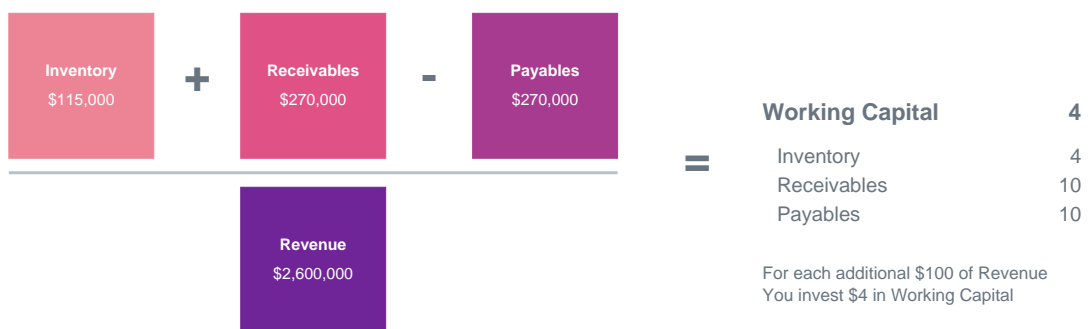 Inventory
$115,000
+
Receivables
$270,000
-
Payables
$270,000
Revenue
$2,600,000
=
Working Capital 4
Inventory 4
Receivables 10
Payables 10
For each additional $100 of Revenue
You invest $4 in Working Capital